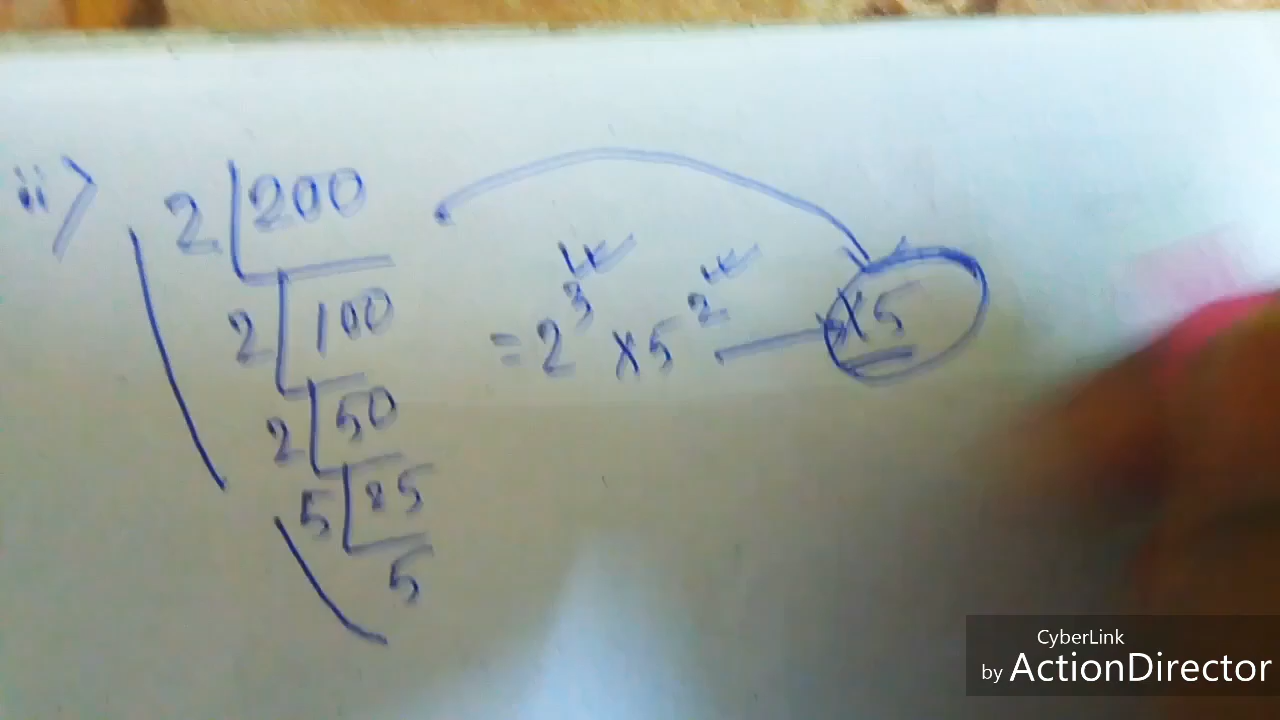 ii>
2 | 200
2 | 100
2 | 50
5 | 25
5
= 2³ × 5² × 5
CyberLink
by ActionDirector